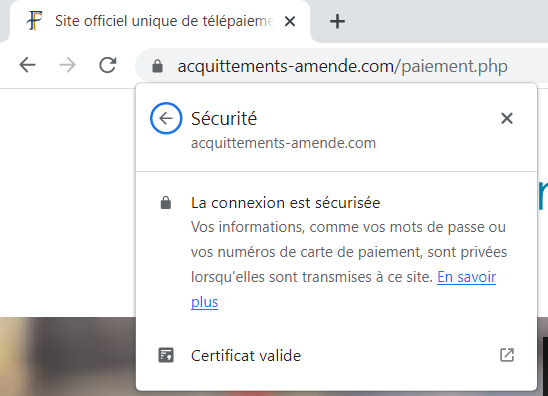 Site officiel unique de télépaieme
acquittements-amende.com/paiement.php
Sécurité
acquittements-amende.com
La connexion est sécurisée
Vos informations, comme vos mots de passe ou
vos numéros de carte de paiement, sont privées
lorsqu'elles sont transmises à ce site. En savoir
plus
Certificat valide